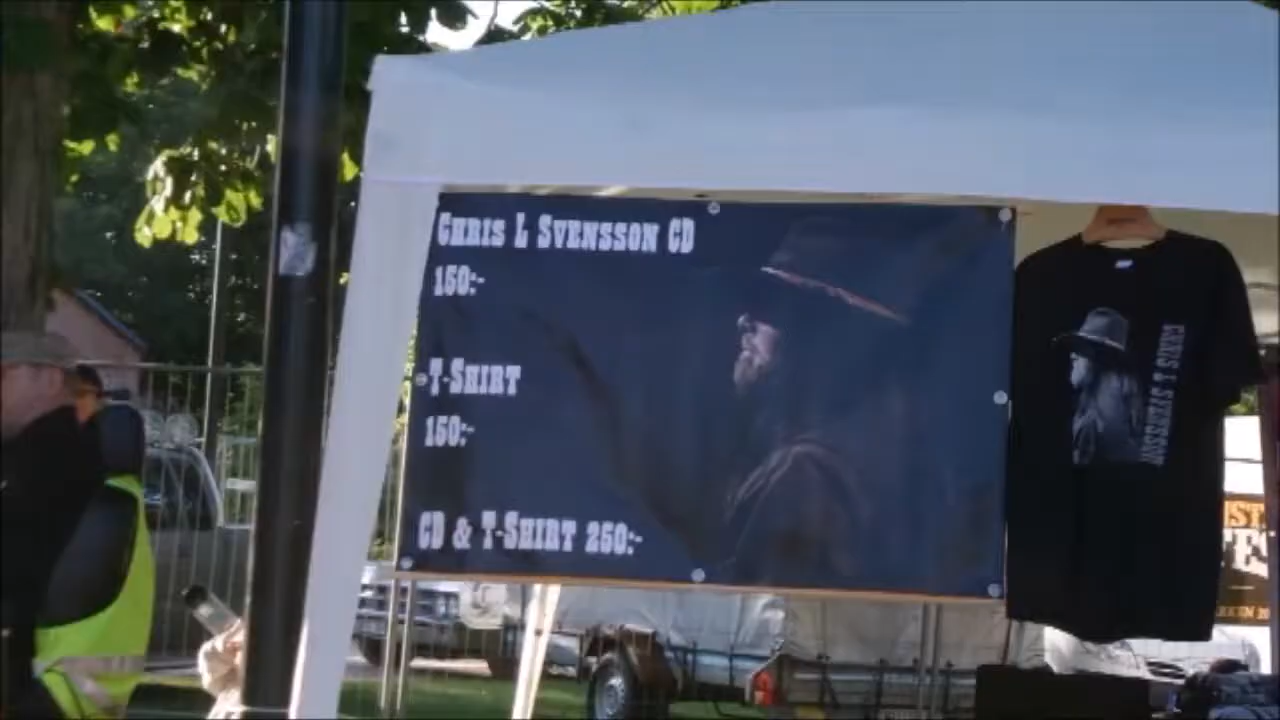 Chris L Svensson CD
150:-
T-Shirt
150:-
CD & T-Shirt 250:-
CHRIS L SVENSSON